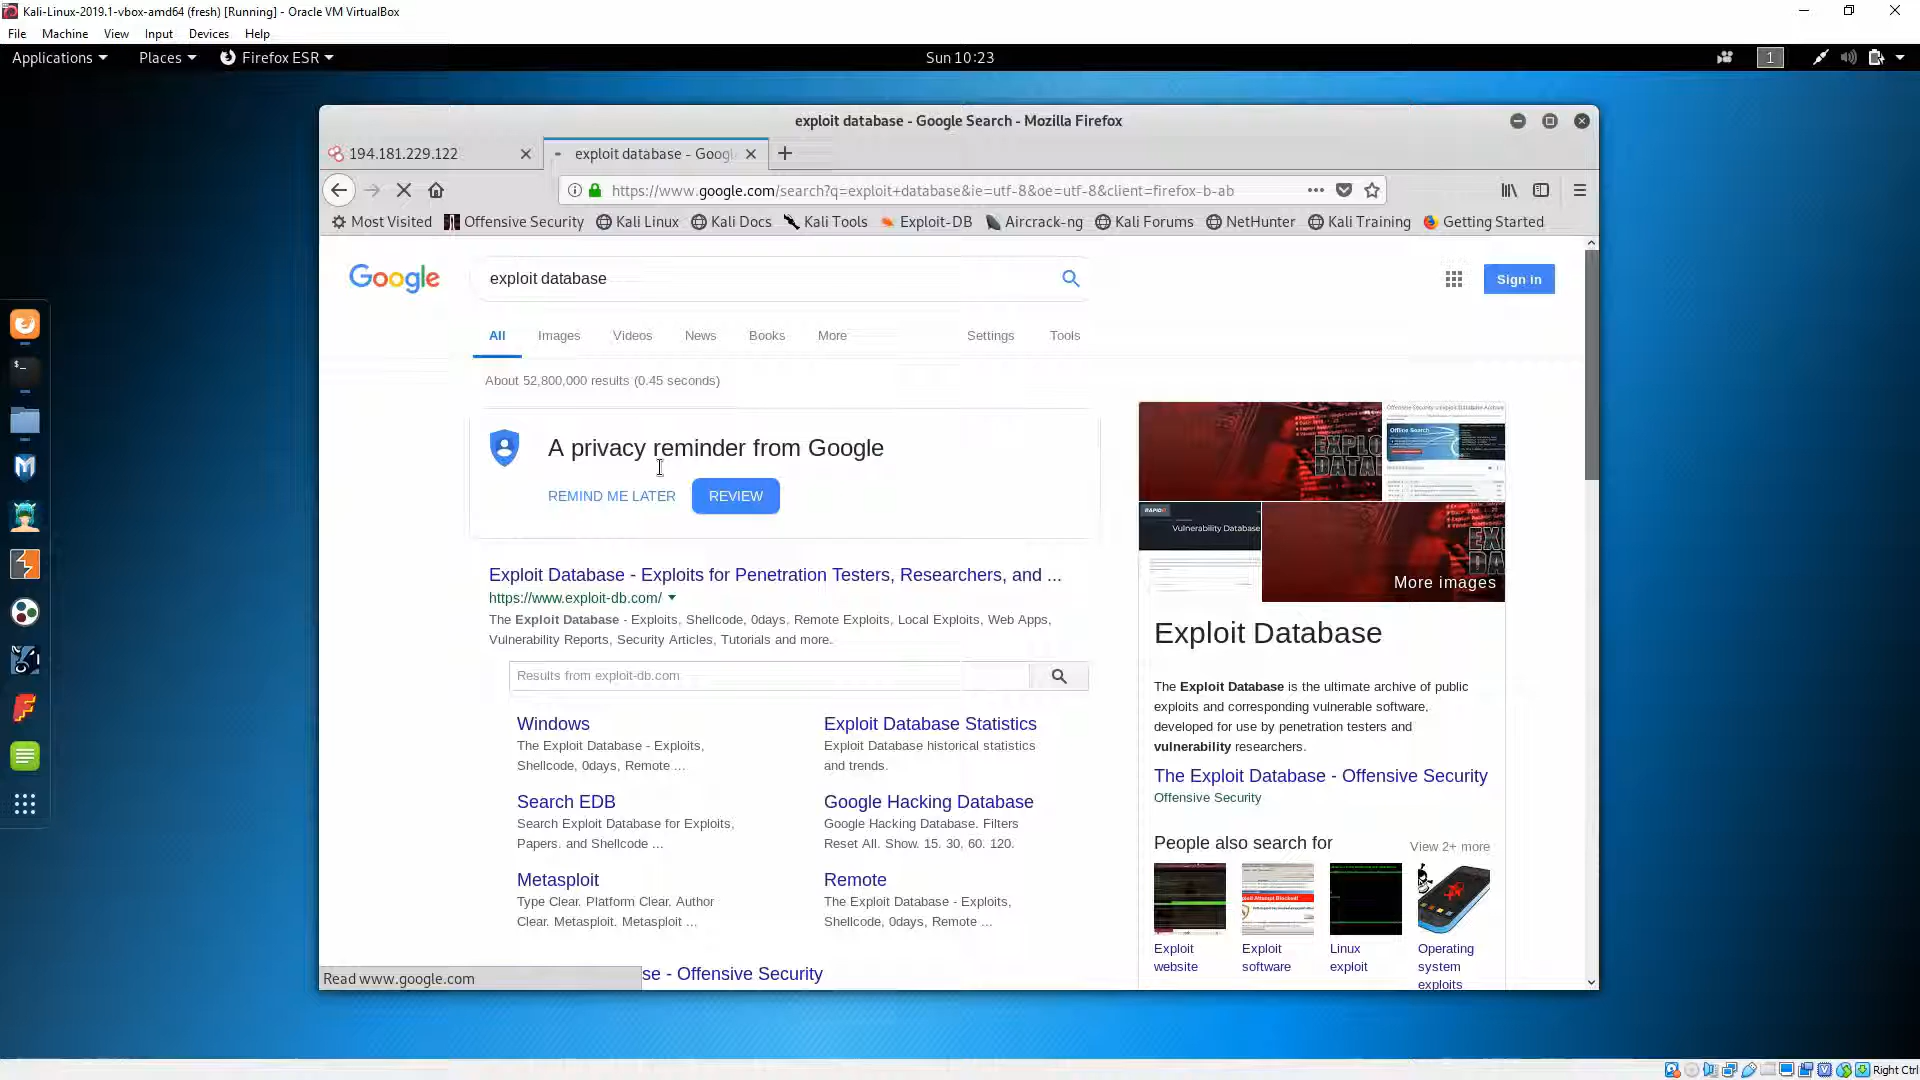 Kali-Linux-2019.1-vbox-amd64 (fresh) [Running] - Oracle VM VirtualBox
File Machine View Input Devices Help
Applications Places Firefox ESR Sun 10:23 1
exploit database - Google Search - Mozilla Firefox
194.181.229.122 exploit database - Googl
https://www.google.com/search?q=exploit+database&ie=utf-8&oe=utf-8&client=firefox-b-ab
Most Visited Offensive Security Kali Linux Kali Docs Kali Tools Exploit-DB Aircrack-ng Kali Forums NetHunter Kali Training Getting Started
Google exploit database Sign in
All Images Videos News Books More Settings Tools
About 52,800,000 results (0.45 seconds)
A privacy reminder from Google
REMIND ME LATER REVIEW
Exploit Database - Exploits for Penetration Testers, Researchers, and ...
https://www.exploit-db.com/
The Exploit Database - Exploits, Shellcode, 0days, Remote Exploits, Local Exploits, Web Apps,
Vulnerability Reports, Security Articles, Tutorials and more.
Results from exploit-db.com
Windows
The Exploit Database - Exploits,
Shellcode, 0days, Remote ...
Exploit Database Statistics
Exploit Database historical statistics
and trends.
Search EDB
Search Exploit Database for Exploits,
Papers. and Shellcode ...
Google Hacking Database
Google Hacking Database. Filters
Reset All. Show. 15. 30, 60. 120.
Metasploit
Type Clear. Platform Clear. Author
Clear. Metasploit. Metasploit ...
Remote
The Exploit Database - Exploits,
Shellcode, 0days, Remote ...
se - Offensive Security
Read www.google.com
EXPLO
DATAB
Offline Search
RAPID7
Vulnerability Database
EX
DA
More images
Exploit Database
The Exploit Database is the ultimate archive of public
exploits and corresponding vulnerable software,
developed for use by penetration testers and
vulnerability researchers.
The Exploit Database - Offensive Security
Offensive Security
People also search for View 2+ more
Exploit
website
Exploit
software
Linux
exploit
Operating
system
exploits
Right Ctrl